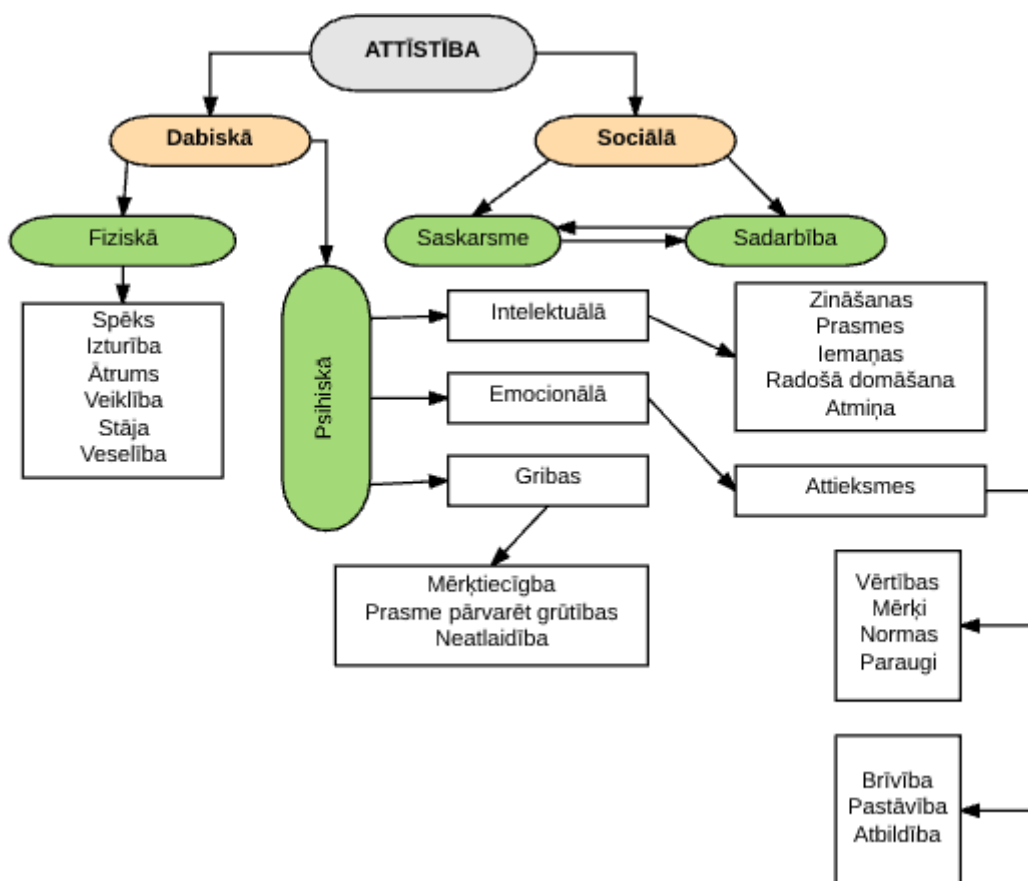 ATTĪSTĪBA
Dabiskā
Sociālā
Fiziskā
Saskarsme
Sadarbība
Spēks
Izturība
Ātrums
Veiklība
Stāja
Veselība
Psihiskā
Intelektuālā
Emocionālā
Gribas
Zināšanas
Prasmes
Iemaņas
Radošā domāšana
Atmiņa
Attieksmes
Mērķtiecīgba
Prasme pārvarēt grūtības
Neatlaidība
Vērtības
Mērķi
Normas
Paraugi
Brīvība
Pastāvība
Atbildība